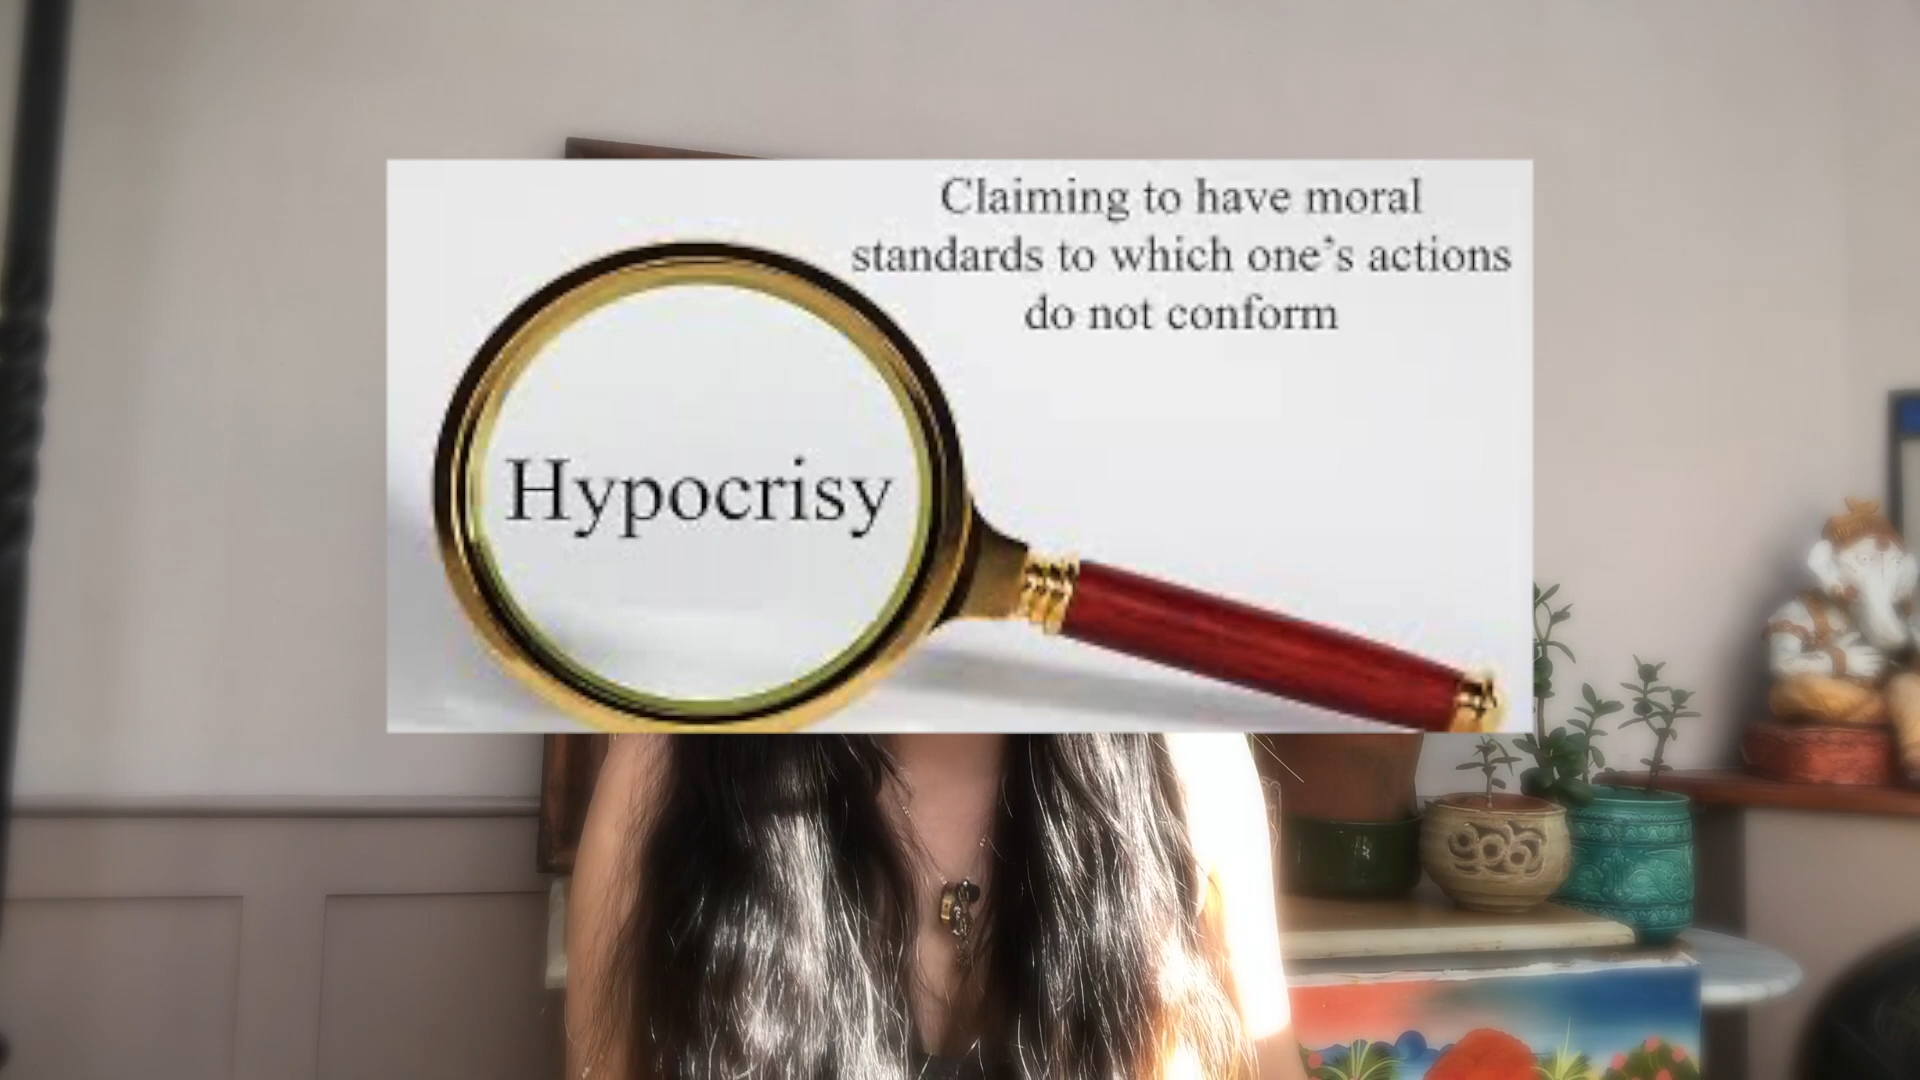 Claiming to have moral
standards to which one's actions
do not conform
Hypocrisy